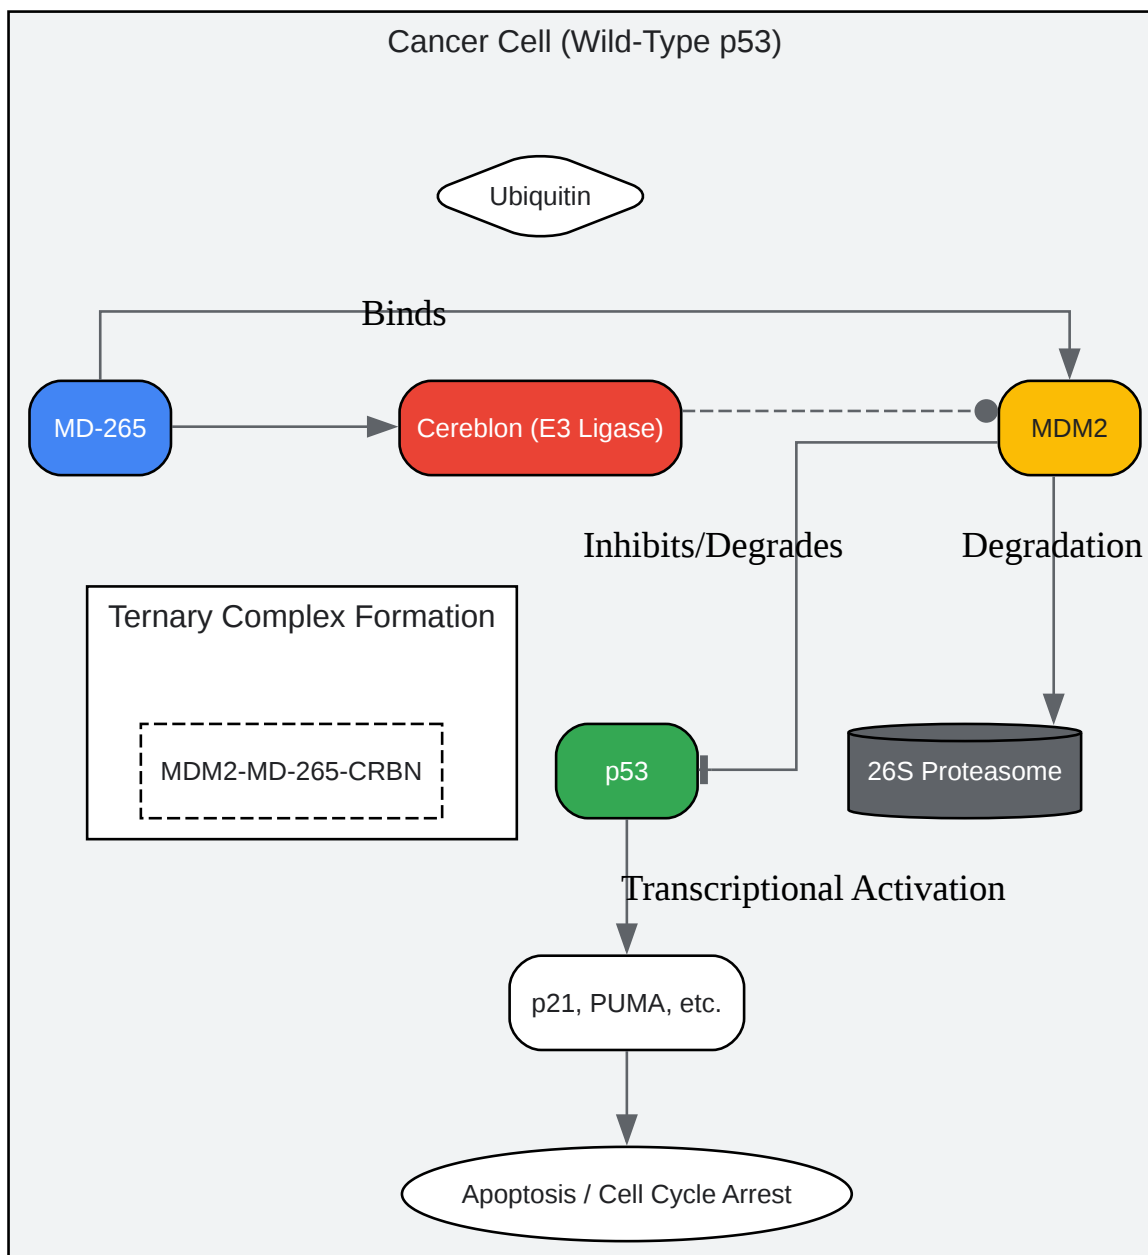 Cancer Cell (Wild-Type p53)
Ubiquitin
Binds
MD-265
Cereblon (E3 Ligase)
MDM2
Inhibits/Degrades
Degradation
Ternary Complex Formation
MDM2-MD-265-CRBN
p53
26S Proteasome
Transcriptional Activation
p21, PUMA, etc.
Apoptosis / Cell Cycle Arrest